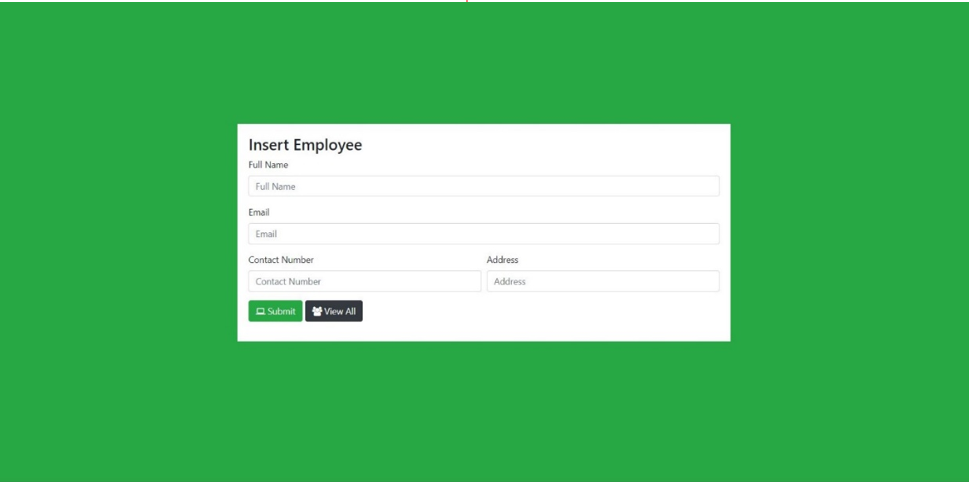 Insert Employee
Full Name
Full Name
Email
Email
Contact Number Address
Contact Number Address
Submit View All